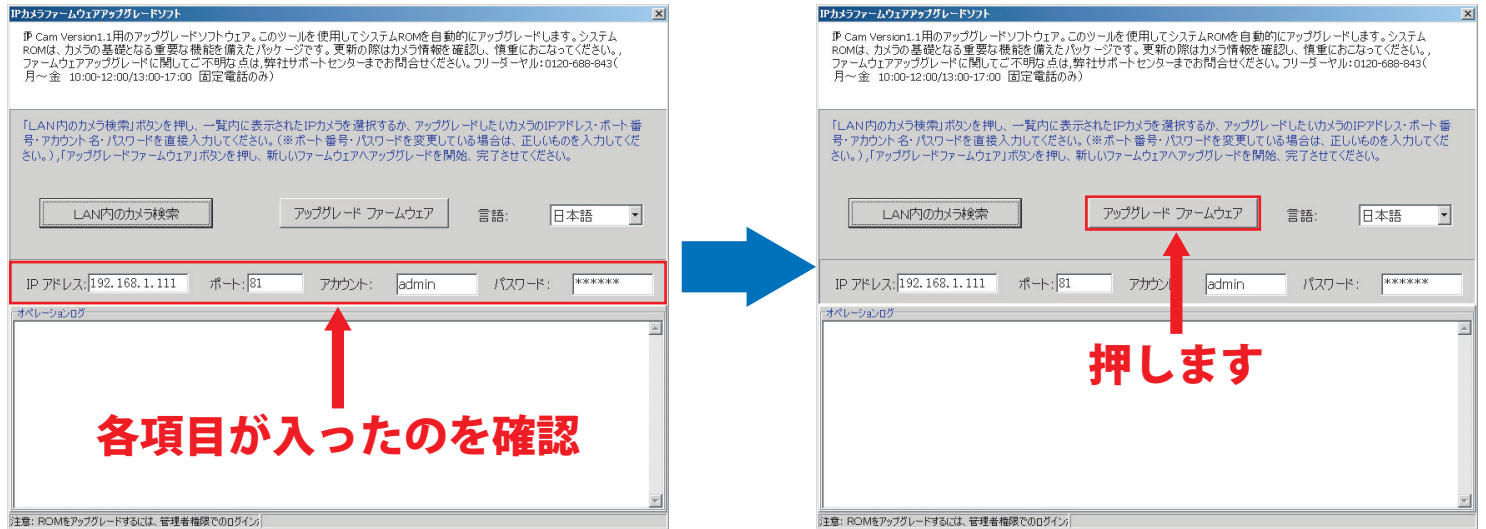 IPカメラファームウェアアップグレードソフト
IP Cam Version1.1用のアップグレードソフトウェア。このツールを使用してシステムROMを自動的にアップグレードします。システム
ROMは、カメラの基礎となる重要な機能を備えたパッケージです。更新の際はカメラ情報を確認し、慎重におこなってください。,
ファームウェアアップグレードに関してご不明な点は,弊社サポートセンターまでお問合せください。フリーダーヤル:0120-688-843(
月～金 10:00-12:00/13:00-17:00 固定電話のみ)
「LAN内のカメラ検索」ボタンを押し、一覧内に表示されたIPカメラを選択するか、アップグレードしたいカメラのIPアドレス・ポート番
号・アカウント名・パスワードを直接入力してください。(※ポート番号・パスワードを変更している場合は、正しいものを入力してくだ
さい。),「アップグレードファームウェア」ボタンを押し、新しいファームウェアへアップグレードを開始、完了させてください。
LAN内のカメラ検索 アップグレード ファームウェア 言語: 日本語
IP アドレス: 192.168.1.111 ポート: 81 アカウント: admin パスワード: ******
オペレーションログ
各項目が入ったのを確認
注意: ROMをアップグレードするには、管理者権限でのログイン
IPカメラファームウェアアップグレードソフト
IP Cam Version1.1用のアップグレードソフトウェア。このツールを使用してシステムROMを自動的にアップグレードします。システム
ROMは、カメラの基礎となる重要な機能を備えたパッケージです。更新の際はカメラ情報を確認し、慎重におこなってください。,
ファームウェアアップグレードに関してご不明な点は,弊社サポートセンターまでお問合せください。フリーダーヤル:0120-688-843(
月～金 10:00-12:00/13:00-17:00 固定電話のみ)
「LAN内のカメラ検索」ボタンを押し、一覧内に表示されたIPカメラを選択するか、アップグレードしたいカメラのIPアドレス・ポート番
号・アカウント名・パスワードを直接入力してください。(※ポート番号・パスワードを変更している場合は、正しいものを入力してくだ
さい。),「アップグレードファームウェア」ボタンを押し、新しいファームウェアへアップグレードを開始、完了させてください。
LAN内のカメラ検索 アップグレード ファームウェア 言語: 日本語
IP アドレス: 192.168.1.111 ポート: 81 アカウン admin パスワード: ******
オペレーションログ
押します
注意: ROMをアップグレードするには、管理者権限でのログイン